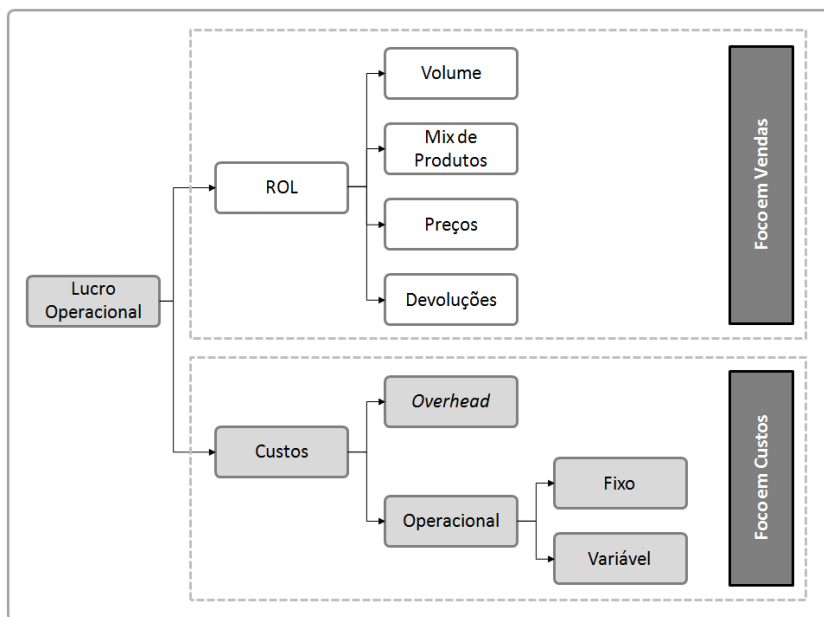 Volume
Mix de
Produtos
ROL
Preços
Devoluções
Foco em Vendas
Lucro
Operacional
Overhead
Custos
Operacional
Fixo
Variável
Foco em Custos